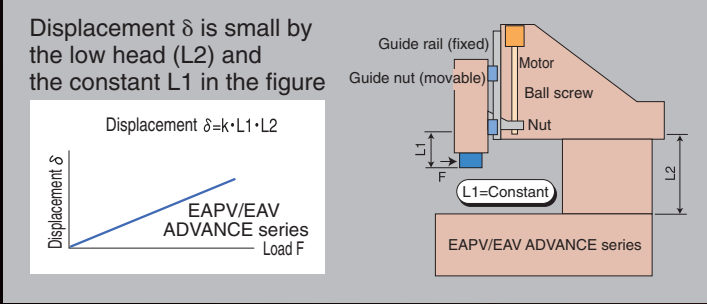 Displacement δ is small by
the low head (L2) and
the constant L1 in the figure
Displacement δ=k·L1·L2
Displacement δ
EAPV/EAV
ADVANCE series
Load F
Guide rail (fixed)
Guide nut (movable)
Motor
Ball screw
Nut
L1
F
L1=Constant
L2
EAPV/EAV ADVANCE series